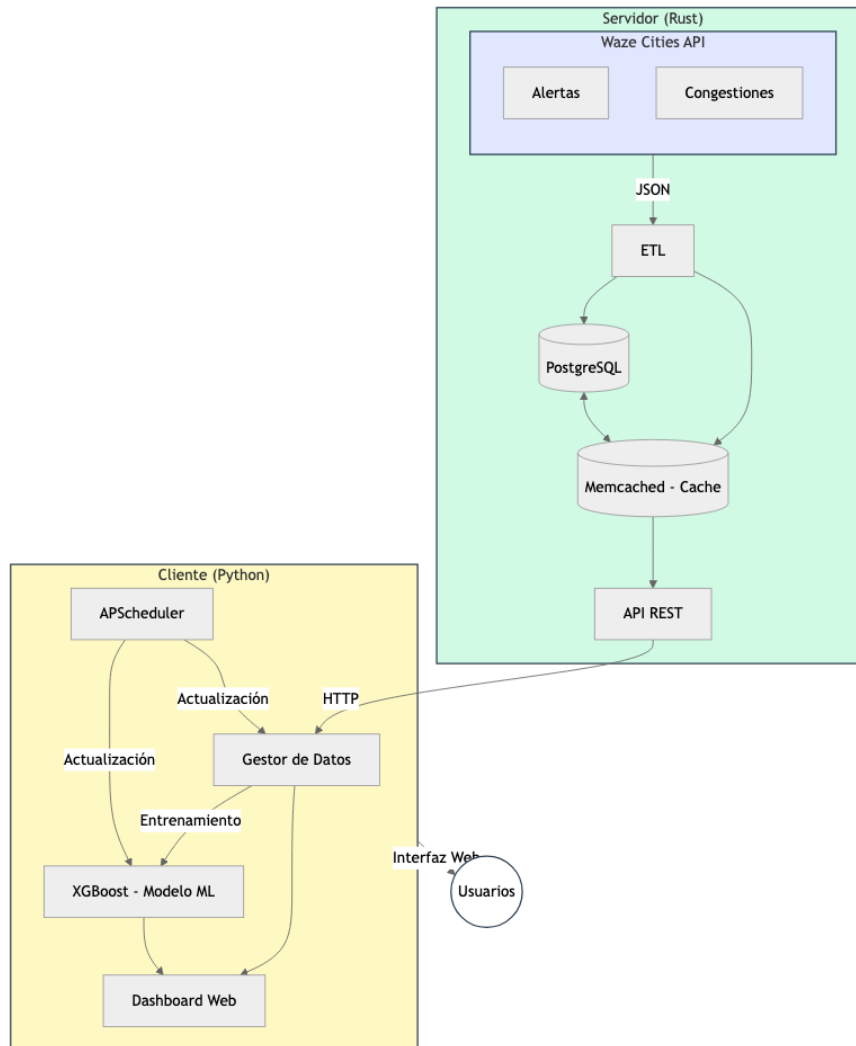 Servidor (Rust)
Waze Cities API
Alertas
Congestiones
JSON
ETL
PostgreSQL
Memcached - Cache
API REST
Cliente (Python)
APScheduler
Actualización
HTTP
Gestor de Datos
Actualización
Entrenamiento
Interfaz Web
XGBoost - Modelo ML
Usuarios
Dashboard Web